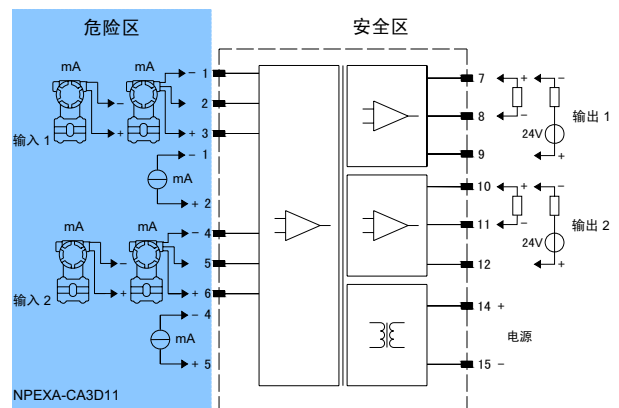 危险区
安全区
mA
mA
- 1
2
- +
+ 3
输入 1
- 1
mA
+ 2
mA
mA
- 4
- 5
+ + 6
输入 2
- 4
mA
+ 5
NPEXA-CA3D11
7 + -
8 -
24V
输出 1
9 +
10 + -
11 -
24V
输出 2
12 +
14 +
电源
15 -